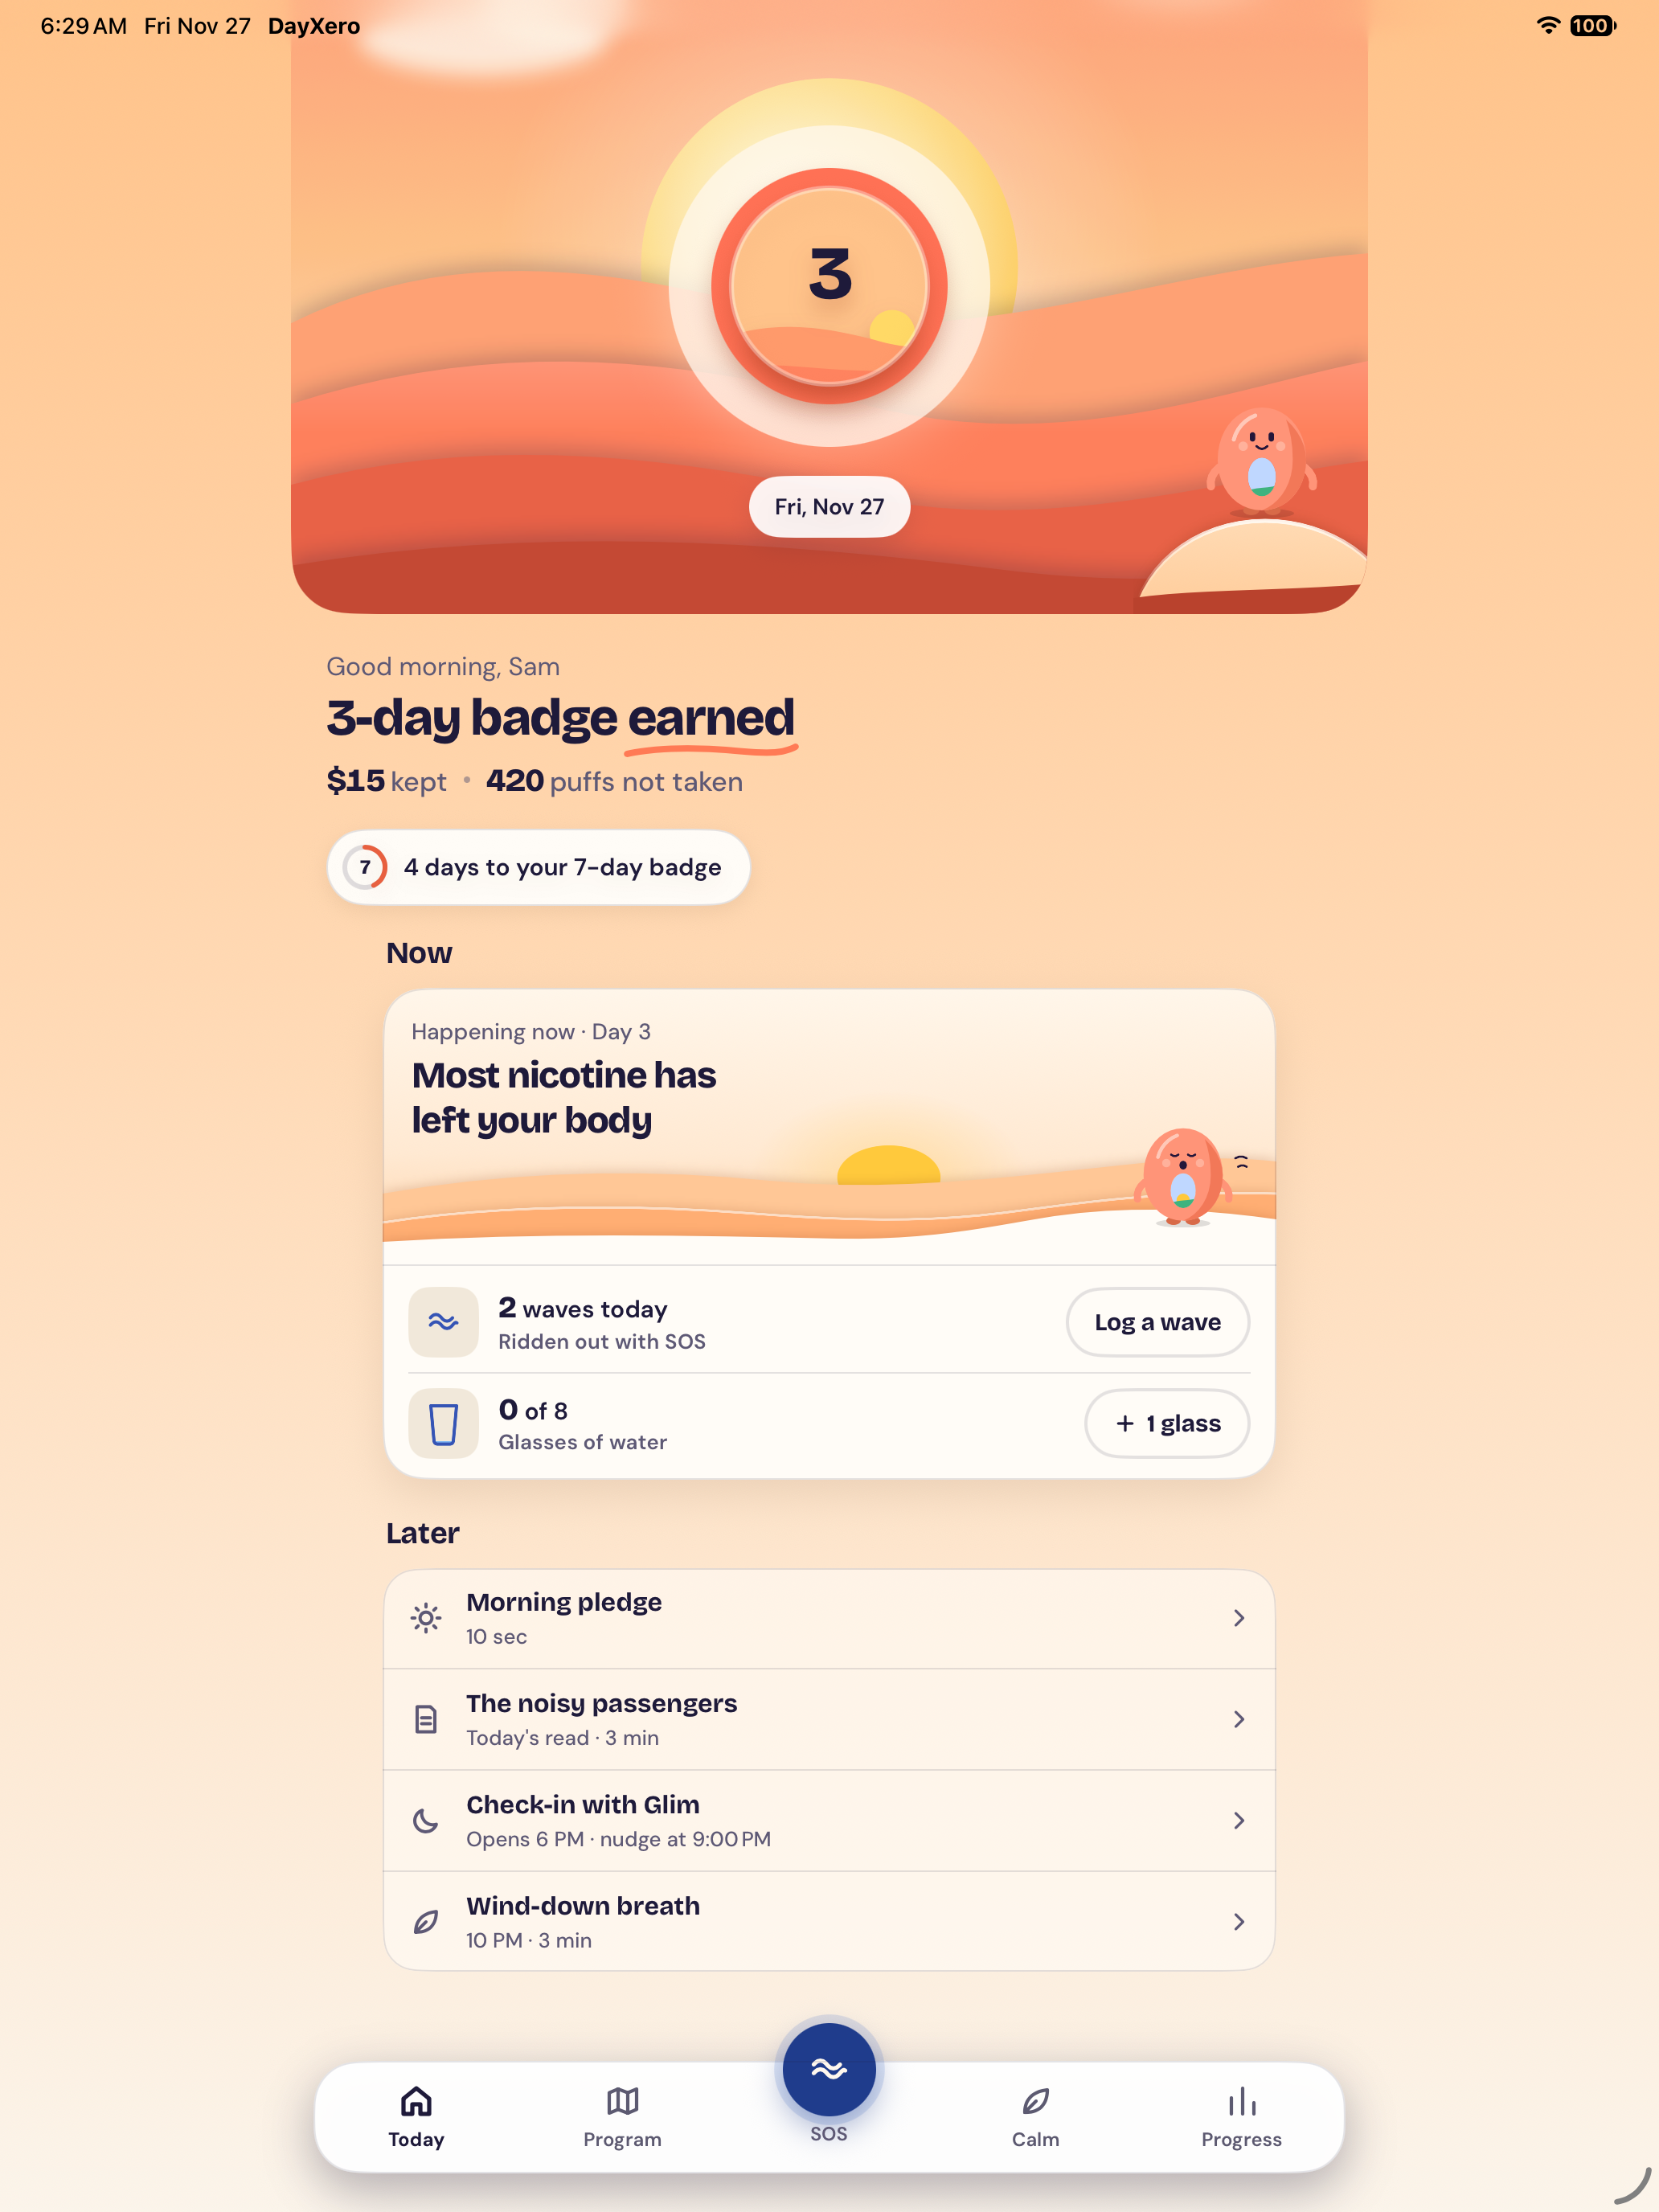 6:29 AM Fri Nov 27 DayXero
100
3
Fri, Nov 27
Good morning, Sam
3-day badge earned
$15 kept • 420 puffs not taken
7 4 days to your 7-day badge
Now
Happening now · Day 3
Most nicotine has
left your body
2 waves today
Ridden out with SOS
Log a wave
0 of 8
Glasses of water
+ 1 glass
Later
Morning pledge
10 sec
The noisy passengers
Today's read · 3 min
Check-in with Glim
Opens 6 PM · nudge at 9:00 PM
Wind-down breath
10 PM · 3 min
Today
Program
SOS
Calm
Progress